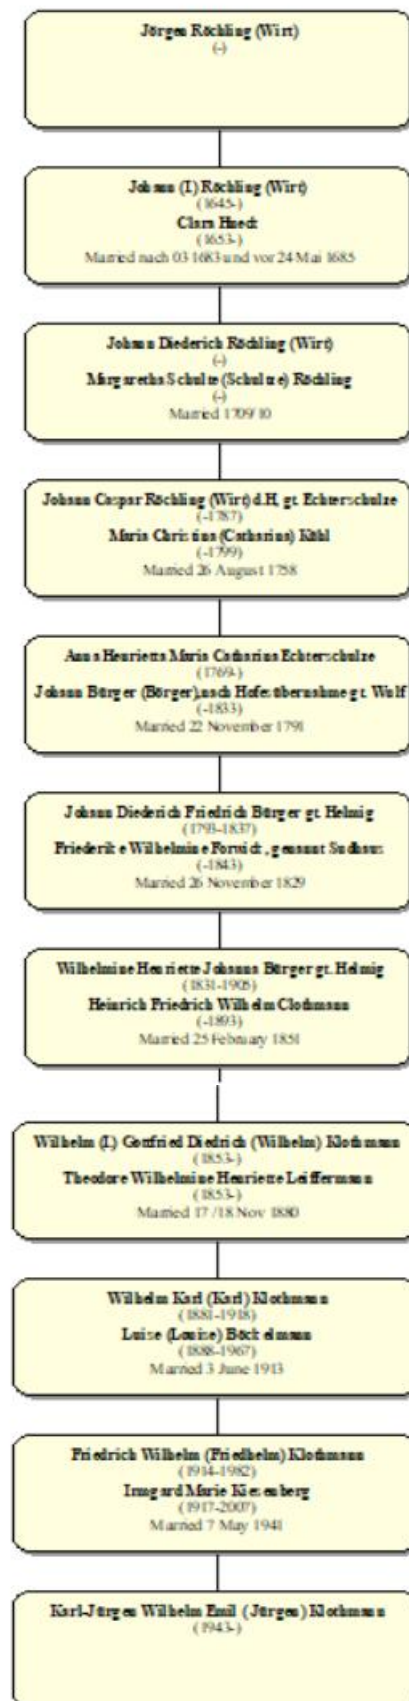 Jörgen Röchling (Wirt)
(-)
Johann (I.) Röchling (Wirt)
(1645-)
Clara Haedt
(1653-)
Married nach 03 1683 und vor 24 Mai 1685
Johann Diederich Röchling (Wirt)
(-)
Margaretha Schulte (Schultze) Röchling
(-)
Married 1709/10
Johann Caspar Röchling (Wirt) d.H, gt. Echterschulze
(-1787)
Maria Christina (Catharina) Köhl
(-1799)
Married 26 August 1758
Anna Henrietta Maria Catharina Echterschulze
(1769-)
Johann Bürger (Börger), nach Hofesübernahme gt. Wulf
(-1833)
Married 22 November 1791
Johann Diederich Friedrich Bürger gt. Helmig
(1793-1837)
Friederike Wilhelmine Forwick, genannt Sudhaus
(-1843)
Married 26 November 1829
Wilhelmine Henriette Johanna Bürger gt. Helmig
(1831-1905)
Heinrich Friedrich Wilhelm Clothmann
(-1893)
Married 25 February 1851
Wilhelm (I.) Gottfried Diedrich (Wilhelm) Klothmann
(1853-)
Theodore Wilhelmine Henriette Leiffermann
(1853-)
Married 17 /18 Nov 1880
Wilhelm Karl (Karl) Klothmann
(1881-1918)
Luise (Louise) Böckelmann
(1888-1967)
Married 3 June 1913
Friedrich Wilhelm (Friedhelm) Klothmann
(1914-1982)
Irmgard Marie Kiesenberg
(1917-2007)
Married 7 May 1941
Karl-Jürgen Wilhelm Emil (Jürgen) Klothmann
(1943-)